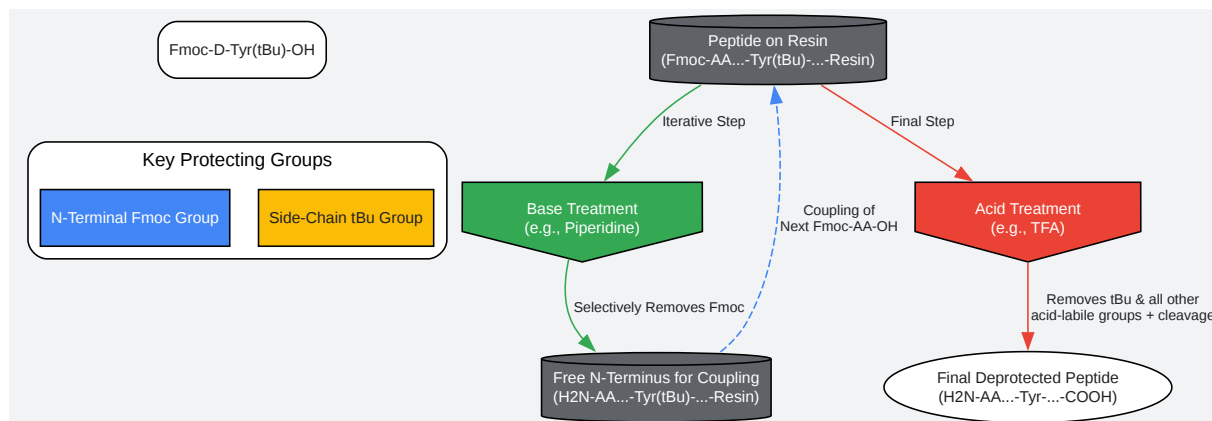 Fmoc-D-Tyr(tBu)-OH
Peptide on Resin
(Fmoc-AA...-Tyr(tBu)-...-Resin)
Iterative Step
Final Step
Key Protecting Groups
N-Terminal Fmoc Group
Side-Chain tBu Group
Base Treatment
(e.g., Piperidine)
Coupling of
Next Fmoc-AA-OH
Acid Treatment
(e.g., TFA)
Selectively Removes Fmoc
Removes tBu & all other
acid-labile groups + cleavage
Free N-Terminus for Coupling
(H2N-AA...-Tyr(tBu)-...-Resin)
Final Deprotected Peptide
(H2N-AA...-Tyr-...-COOH)